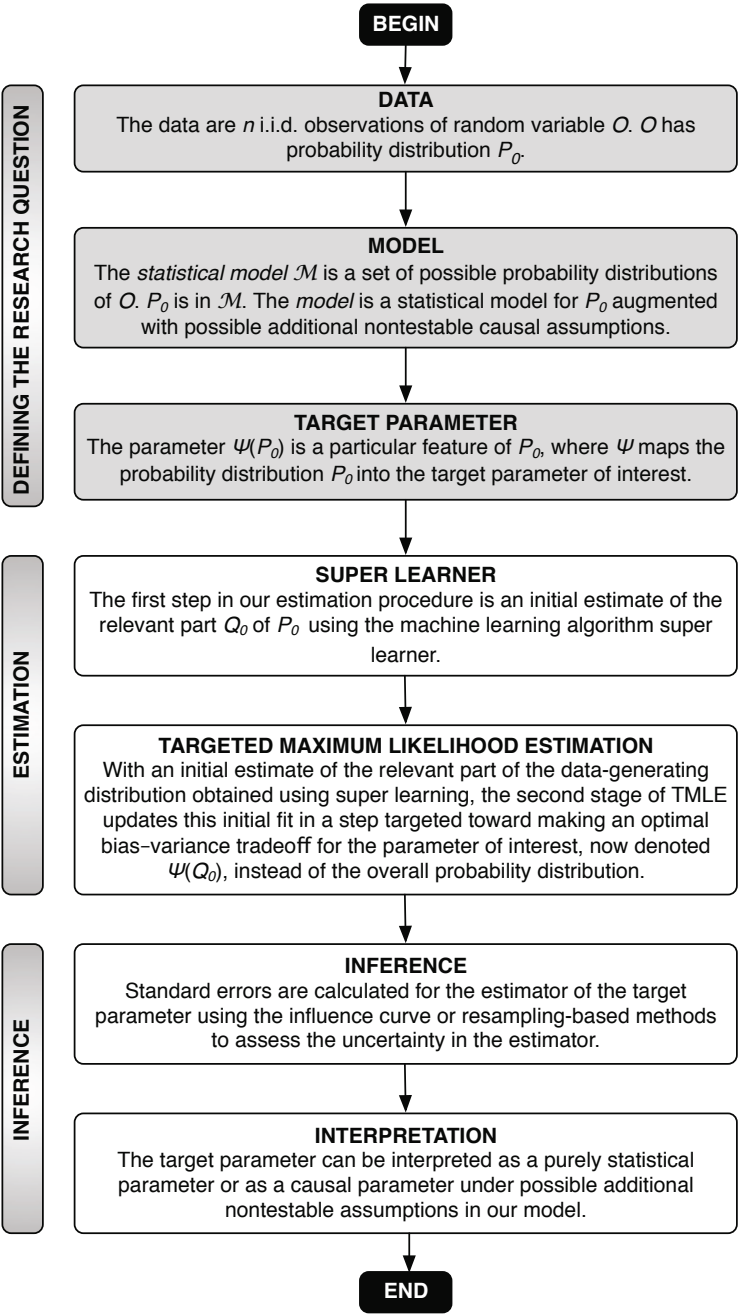 BEGIN
DEFINING THE RESEARCH QUESTION
DATA
The data are n i.i.d. observations of random variable O. O has
probability distribution P₀.
MODEL
The statistical model ℳ is a set of possible probability distributions
of O. P₀ is in ℳ. The model is a statistical model for P₀ augmented
with possible additional nontestable causal assumptions.
TARGET PARAMETER
The parameter Ψ(P₀) is a particular feature of P₀, where Ψ maps the
probability distribution P₀ into the target parameter of interest.
ESTIMATION
SUPER LEARNER
The first step in our estimation procedure is an initial estimate of the
relevant part Q₀ of P₀ using the machine learning algorithm super
learner.
TARGETED MAXIMUM LIKELIHOOD ESTIMATION
With an initial estimate of the relevant part of the data-generating
distribution obtained using super learning, the second stage of TMLE
updates this initial fit in a step targeted toward making an optimal
bias–variance tradeoff for the parameter of interest, now denoted
Ψ(Q₀), instead of the overall probability distribution.
INFERENCE
INFERENCE
Standard errors are calculated for the estimator of the target
parameter using the influence curve or resampling-based methods
to assess the uncertainty in the estimator.
INTERPRETATION
The target parameter can be interpreted as a purely statistical
parameter or as a causal parameter under possible additional
nontestable assumptions in our model.
END